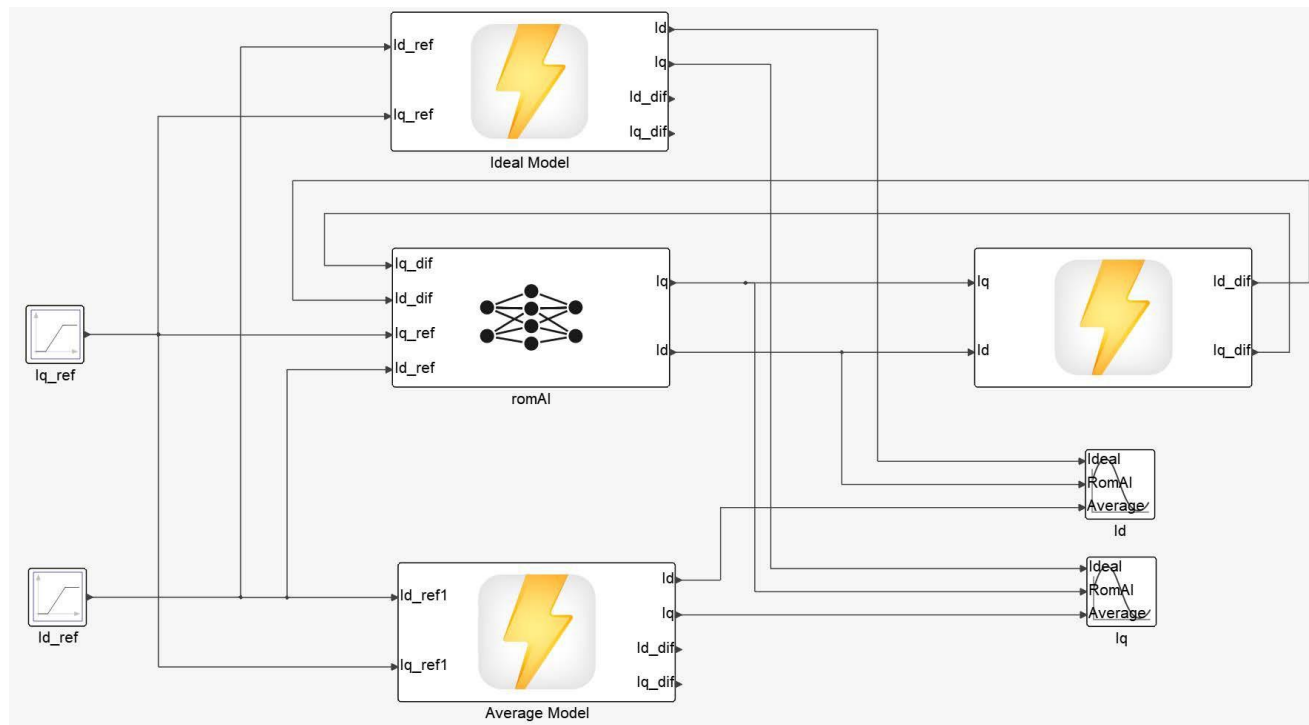 Id_ref
Iq_ref
Id
Iq
Id_dif
Iq_dif
Ideal Model
Iq_dif
Id_dif
Iq_ref
Id_ref
Iq
Id
romAI
Iq
Id
Id_dif
Iq_dif
Iq_ref
Ideal
RomAI
Average
Id
Ideal
RomAI
Average
Iq
Id_ref
Id_ref1
Iq_ref1
Id
Iq
Id_dif
Iq_dif
Average Model